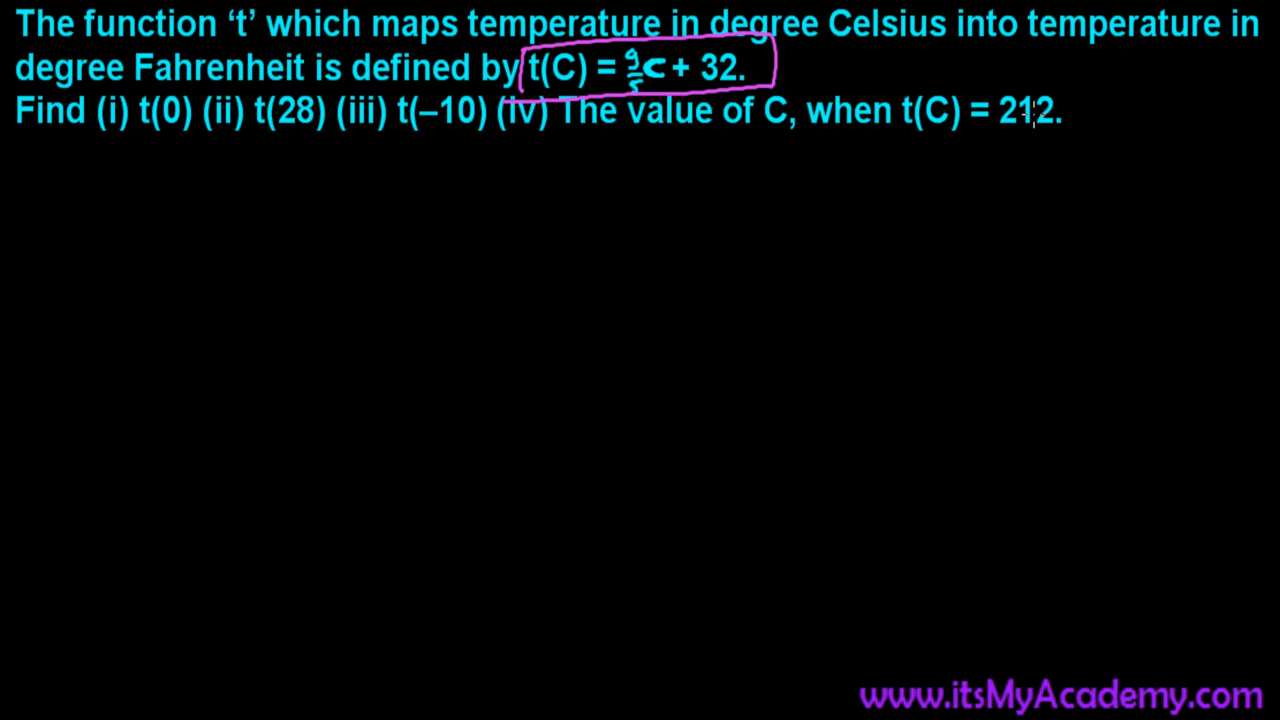 The function ‘t’ which maps temperature in degree Celsius into temperature in
degree Fahrenheit is defined by t(C) = 9/5 C + 32.
Find (i) t(0) (ii) t(28) (iii) t(–10) (iv) The value of C, when t(C) = 212.
www.itsMyAcademy.com